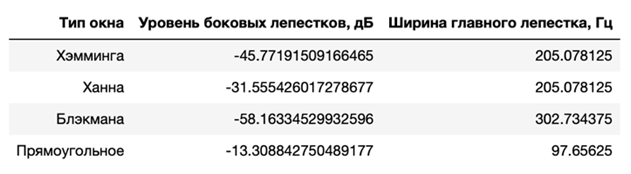 Тип окна Уровень боковых лепестков, дБ Ширина главного лепестка, Гц
Хэмминга -45.77191509166465 205.078125
Ханна -31.555426017278677 205.078125
Блэкмана -58.16334529932596 302.734375
Прямоугольное -13.308842750489177 97.65625